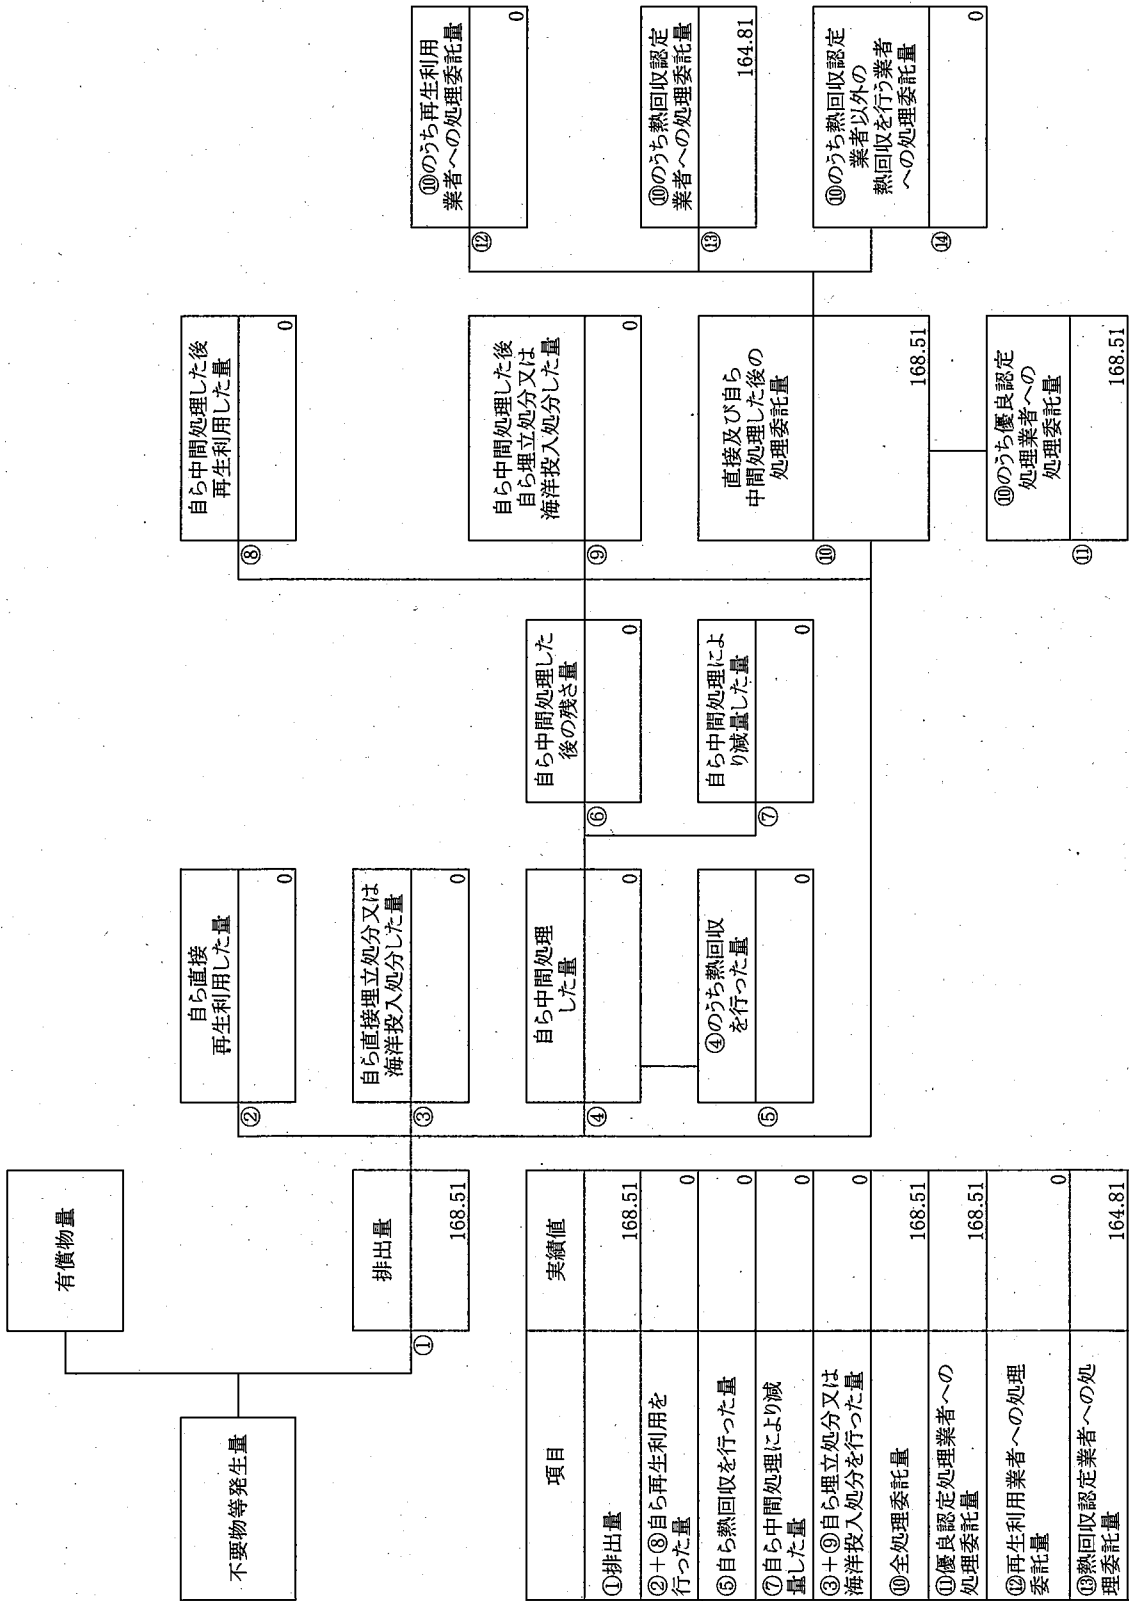 有償物量
不要物等発生量
排出量
①
168.51
自ら直接
再生利用した量
②
0
自ら直接埋立処分又は
海洋投入処分した量
③
0
自ら中間処理
した量
④
0
④のうち熱回収
を行った量
⑤
0
自ら中間処理した
後の残さ量
⑥
0
自ら中間処理によ
り減量した量
⑦
0
自ら中間処理した後
再生利用した量
⑧
0
自ら中間処理した後
自ら埋立処分又は
海洋投入処分した量
⑨
0
直接及び自ら
中間処理した後の
処理委託量
⑩
168.51
⑩のうち優良認定
処理業者への
処理委託量
⑪
168.51
⑩のうち再生利用
業者への処理委託量
⑫
0
⑩のうち熱回収認定
業者への処理委託量
⑬
164.81
⑩のうち熱回収認定
業者以外の
熱回収を行う業者
への処理委託量
⑭
0
項目 実績値
①排出量 168.51
②+⑧自ら再生利用を
行った量 0
⑤自ら熱回収を行った量 0
⑦自ら中間処理により減
量した量 0
③+⑨自ら埋立処分又は
海洋投入処分を行った量 0
⑩全処理委託量 168.51
⑪優良認定処理業者への
処理委託量 168.51
⑫再生利用業者への処理
委託量 0
⑬熱回収認定業者への処
理委託量 164.81